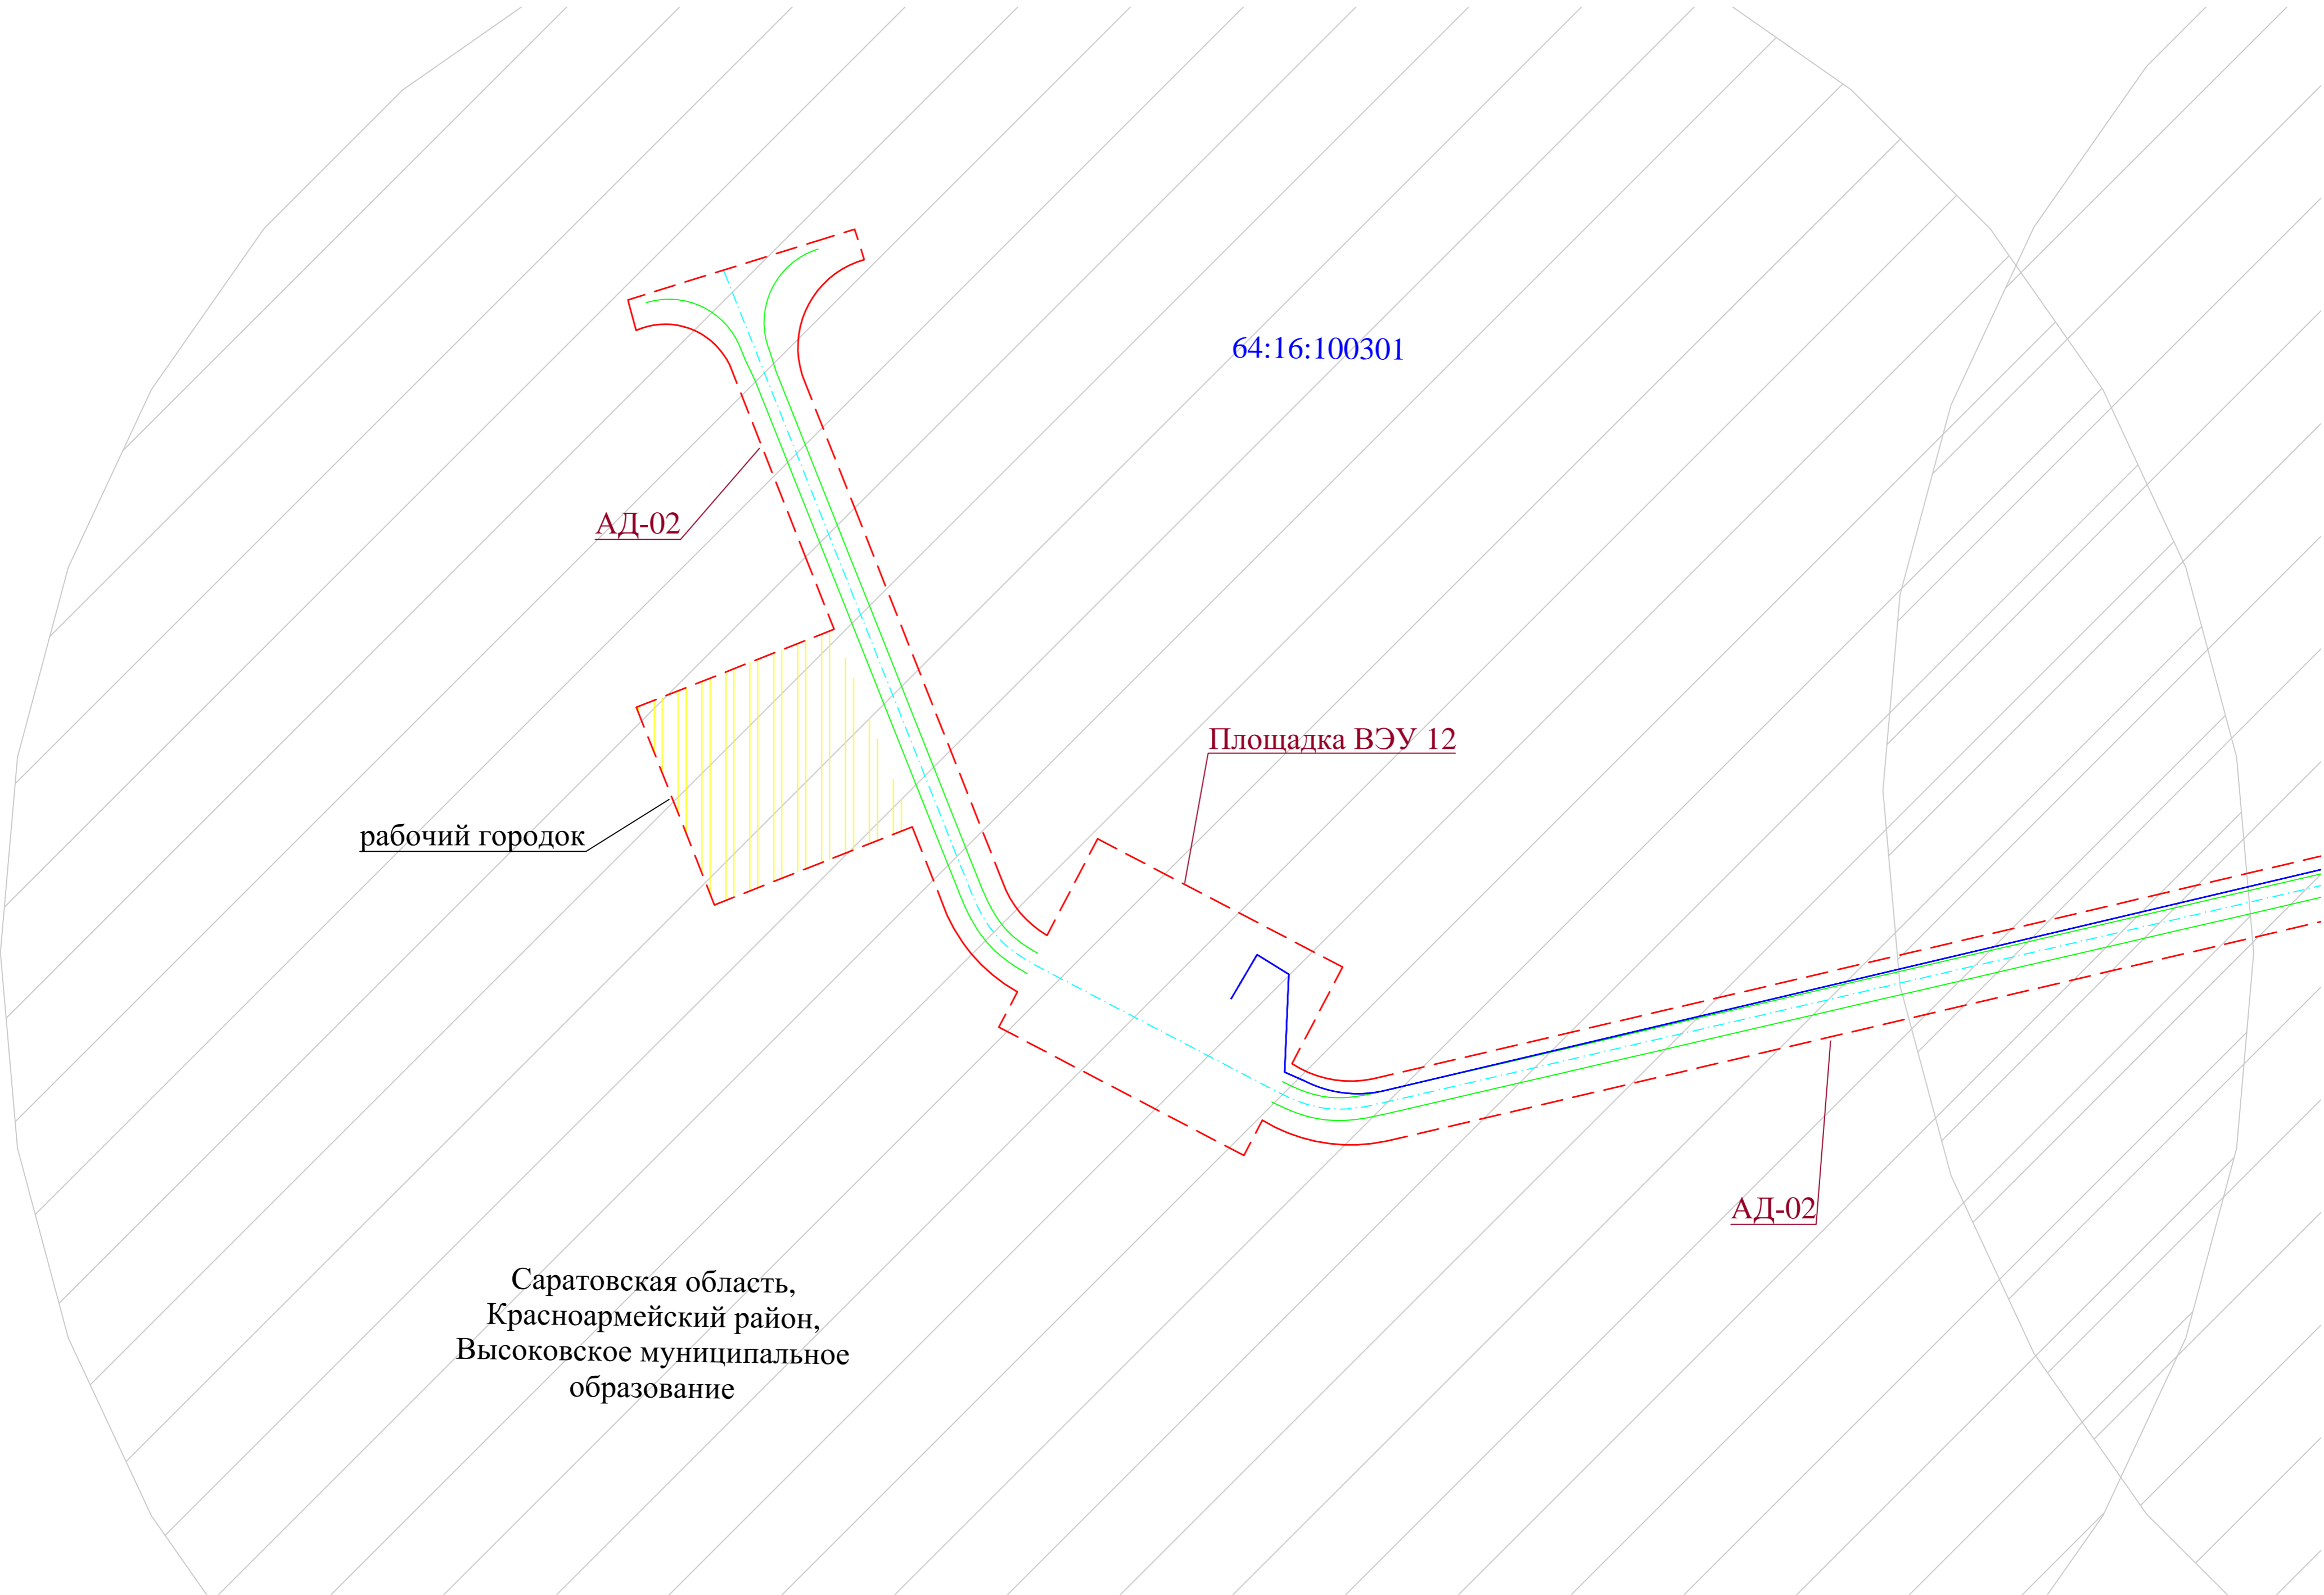 64:16:100301
АД-02
Площадка ВЭУ 12
рабочий городок
АД-02
Саратовская область,
Красноармейский район,
Высоковское муниципальное
образование